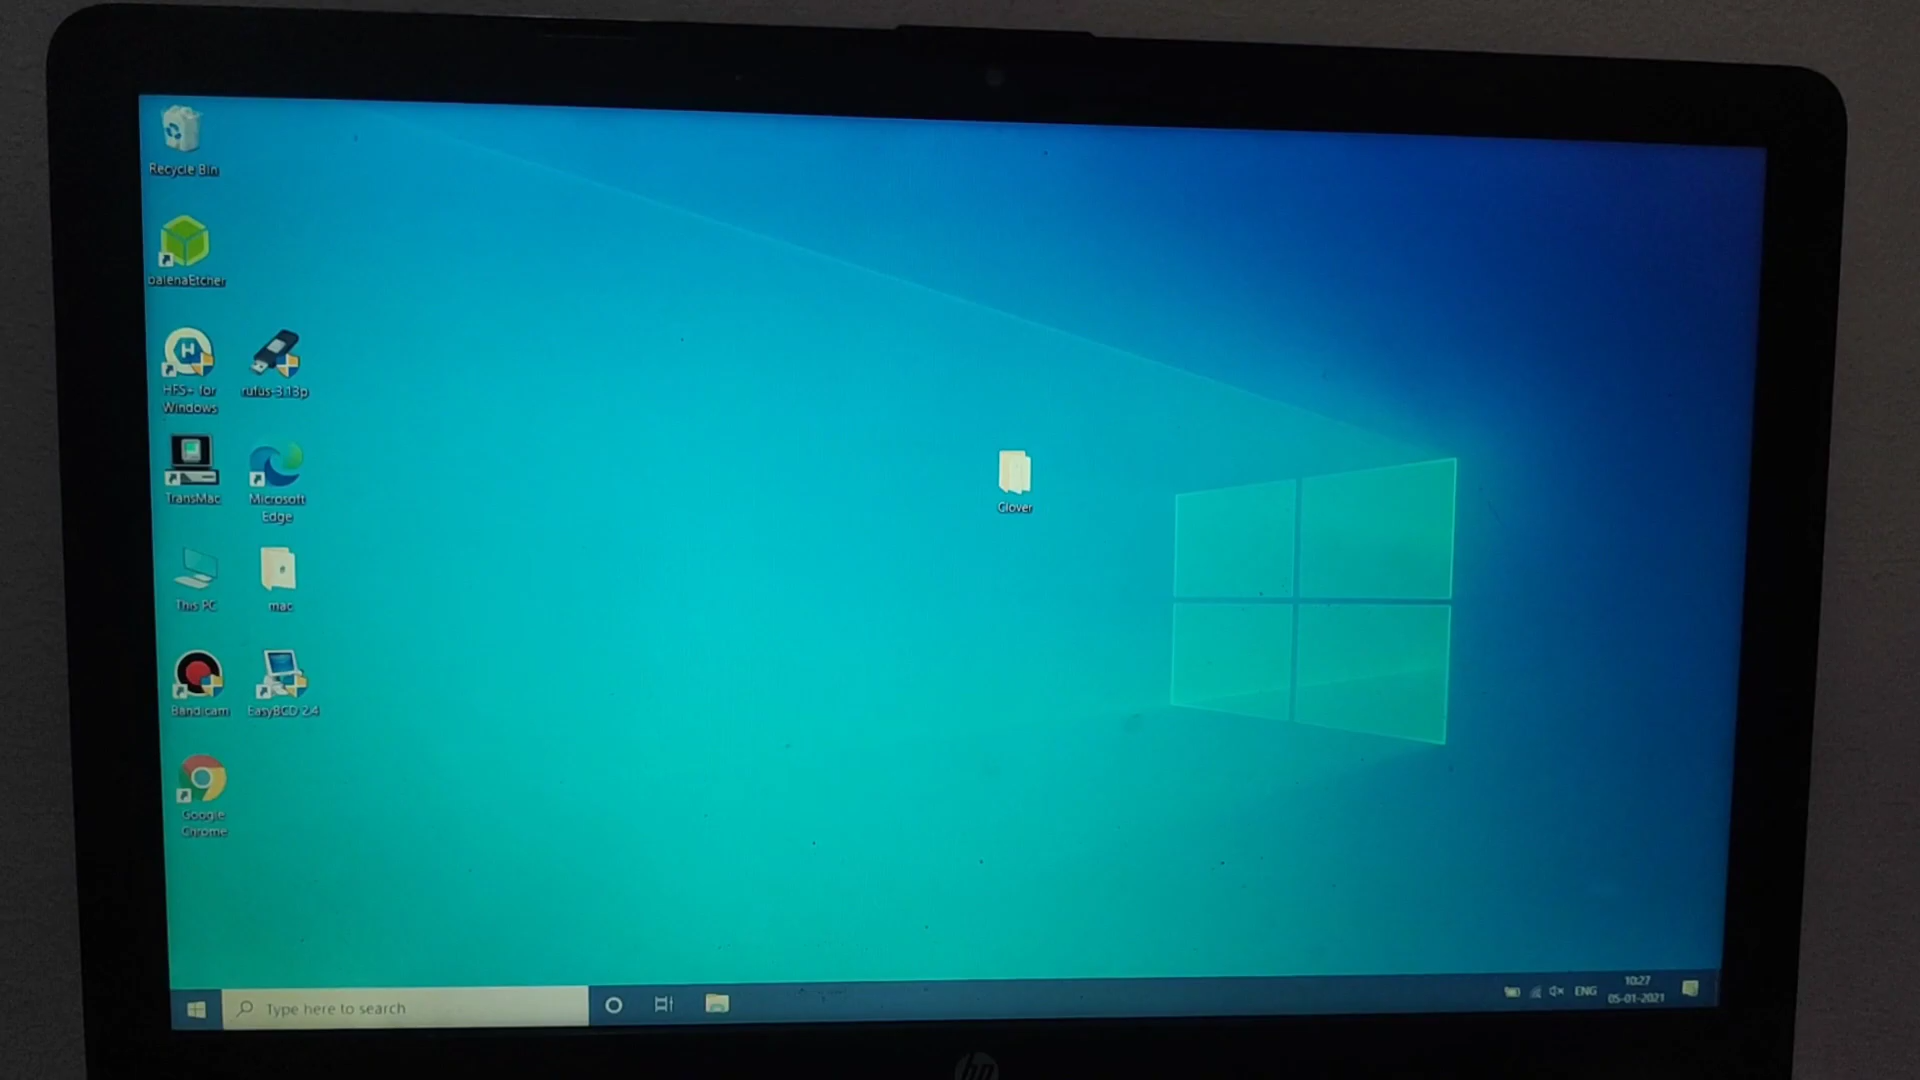 Recycle Bin
balenaEtcher
HFS+ for
Windows
rufus-3.13p
TransMac
Microsoft
Edge
This PC
mac
Bandicam
EasyBCD 2.4
Google
Chrome
Clover
Type here to search
ENG
10:27
05-01-2021
hp